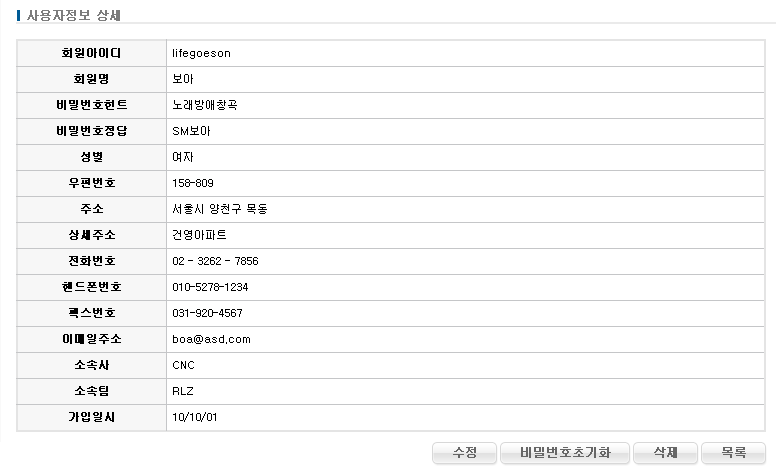 사용자정보 상세
회원아이디 lifegoeson
회원명 보아
비밀번호힌트 노래방애창곡
비밀번호정답 SM보아
성별 여자
우편번호 158-809
주소 서울시 양천구 목동
상세주소 건영아파트
전화번호 02 - 3262 - 7856
핸드폰번호 010-5278-1234
팩스번호 031-920-4567
이메일주소 boa@asd.com
소속사 CNC
소속팀 RLZ
가입일시 10/10/01
수정 비밀번호초기화 삭제 목록